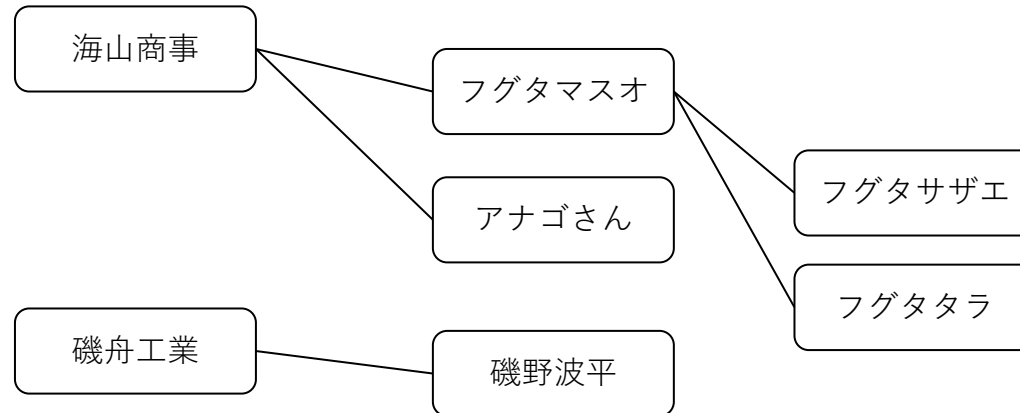 海山商事
フグタマスオ
アナゴさん
フグタサザエ
フグタタラ
磯舟工業
磯野波平